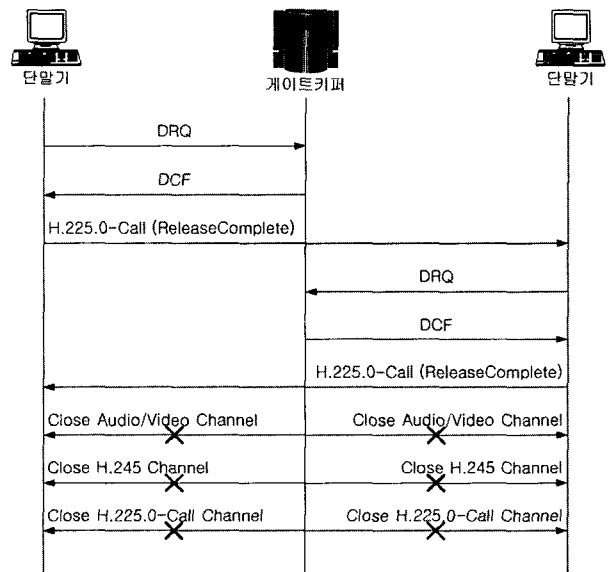 단말기
게이트키퍼
단말기
DRQ
DCF
H.225.0-Call (ReleaseComplete)
DRQ
DCF
H.225.0-Call (ReleaseComplete)
Close Audio/Video Channel
Close Audio/Video Channel
Close H.245 Channel
Close H.245 Channel
Close H.225.0-Call Channel
Close H.225.0-Call Channel